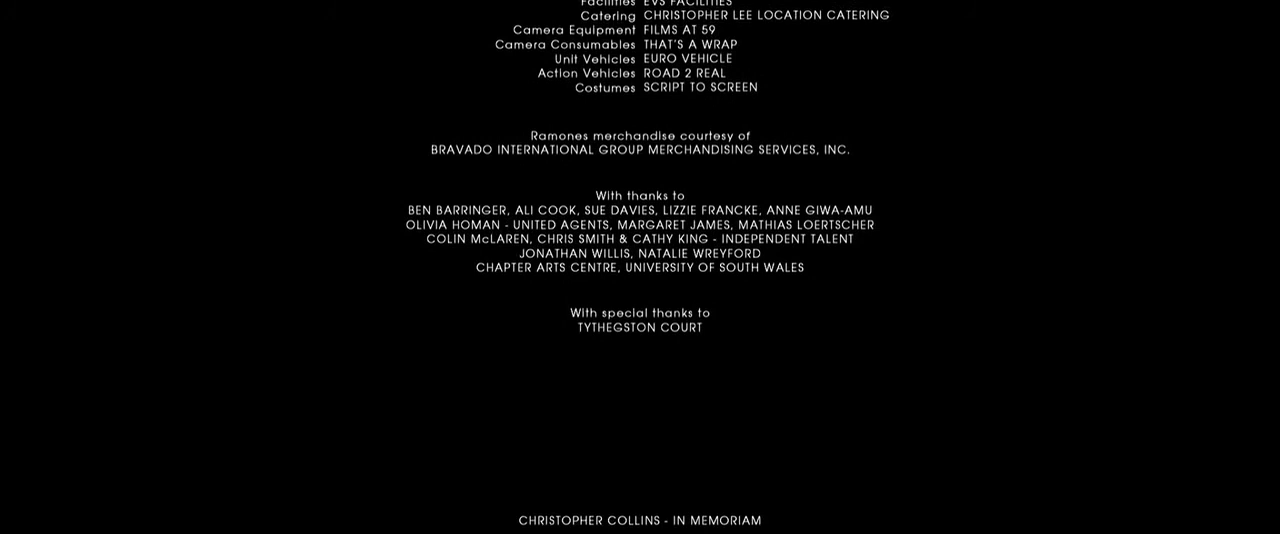 Facilities EVS FACILITIES
Catering CHRISTOPHER LEE LOCATION CATERING
Camera Equipment FILMS AT 59
Camera Consumables THAT'S A WRAP
Unit Vehicles EURO VEHICLE
Action Vehicles ROAD 2 REAL
Costumes SCRIPT TO SCREEN
Ramones merchandise courtesy of
BRAVADO INTERNATIONAL GROUP MERCHANDISING SERVICES, INC.
With thanks to
BEN BARRINGER, ALI COOK, SUE DAVIES, LIZZIE FRANCKE, ANNE GIWA-AMU
OLIVIA HOMAN - UNITED AGENTS, MARGARET JAMES, MATHIAS LOERTSCHER
COLIN McLAREN, CHRIS SMITH & CATHY KING - INDEPENDENT TALENT
JONATHAN WILLIS, NATALIE WREYFORD
CHAPTER ARTS CENTRE, UNIVERSITY OF SOUTH WALES
With special thanks to
TYTHEGSTON COURT
CHRISTOPHER COLLINS - IN MEMORIAM